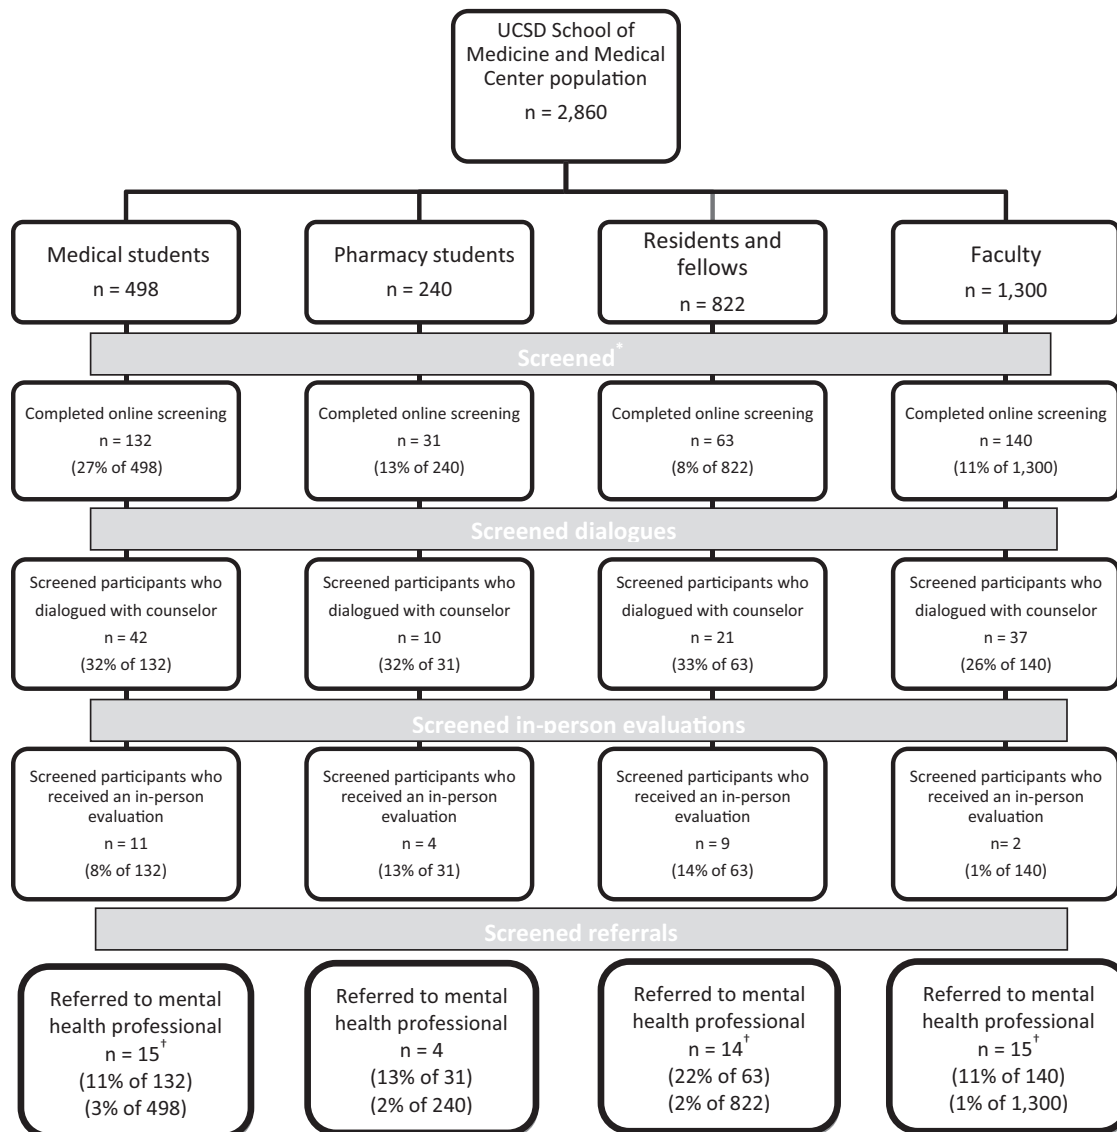 UCSD School of
Medicine and Medical
Center population
n = 2,860
Medical students
n = 498
Pharmacy students
n = 240
Residents and
fellows
n = 822
Faculty
n = 1,300
Screened*
Completed online screening
n = 132
(27% of 498)
Completed online screening
n = 31
(13% of 240)
Completed online screening
n = 63
(8% of 822)
Completed online screening
n = 140
(11% of 1,300)
Screened dialogues
Screened participants who
dialogued with counselor
n = 42
(32% of 132)
Screened participants who
dialogued with counselor
n = 10
(32% of 31)
Screened participants who
dialogued with counselor
n = 21
(33% of 63)
Screened participants who
dialogued with counselor
n = 37
(26% of 140)
Screened in-person evaluations
Screened participants who
received an in-person
evaluation
n = 11
(8% of 132)
Screened participants who
received an in-person
evaluation
n = 4
(13% of 31)
Screened participants who
received an in-person
evaluation
n = 9
(14% of 63)
Screened participants who
received an in-person
evaluation
n= 2
(1% of 140)
Screened referrals
Referred to mental
health professional
n = 15†
(11% of 132)
(3% of 498)
Referred to mental
health professional
n = 4
(13% of 31)
(2% of 240)
Referred to mental
health professional
n = 14†
(22% of 63)
(2% of 822)
Referred to mental
health professional
n = 15†
(11% of 140)
(1% of 1,300)